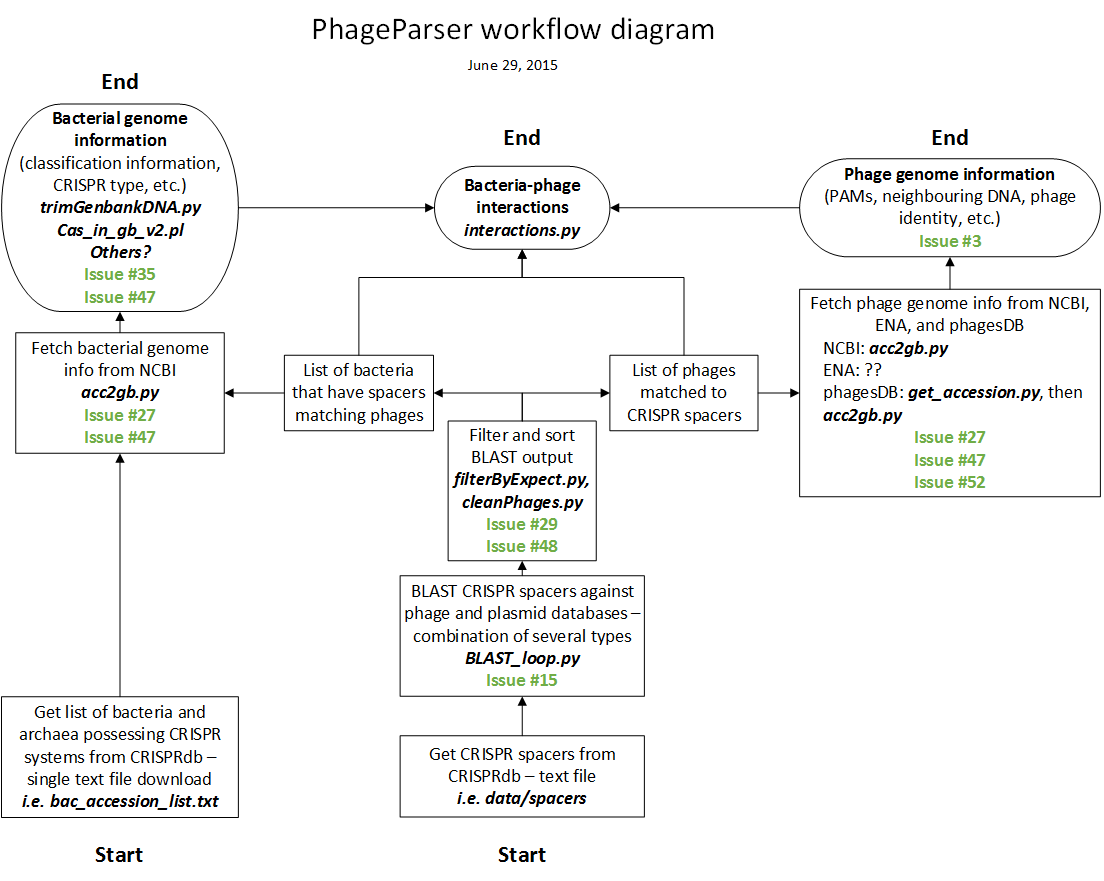 PhageParser workflow diagram
June 29, 2015
End
Bacterial genome
information
(classification information,
CRISPR type, etc.)
trimGenbankDNA.py
Cas_in_gb_v2.pl
Others?
Issue #35
Issue #47
End
Bacteria-phage
interactions
interactions.py
End
Phage genome information
(PAMs, neighbouring DNA, phage
identity, etc.)
Issue #3
Fetch bacterial genome
info from NCBI
acc2gb.py
Issue #27
Issue #47
List of bacteria
that have spacers
matching phages
List of phages
matched to
CRISPR spacers
Fetch phage genome info from NCBI,
ENA, and phagesDB
NCBI: acc2gb.py
ENA: ??
phagesDB: get_accession.py, then
acc2gb.py
Issue #27
Issue #47
Issue #52
Filter and sort
BLAST output
filterByExpect.py,
cleanPhages.py
Issue #29
Issue #48
BLAST CRISPR spacers against
phage and plasmid databases –
combination of several types
BLAST_loop.py
Issue #15
Get list of bacteria and
archaea possessing CRISPR
systems from CRISPRdb –
single text file download
i.e. bac_accession_list.txt
Start
Get CRISPR spacers from
CRISPRdb – text file
i.e. data/spacers
Start